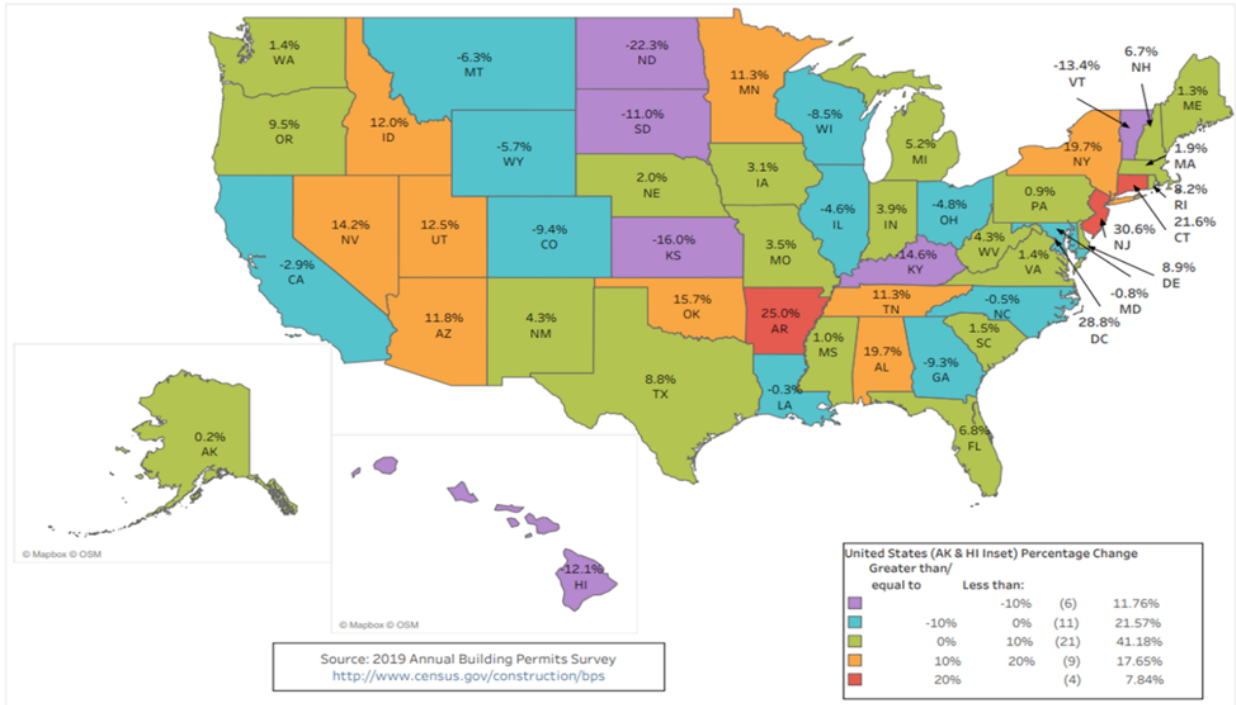 1.4%
WA
-6.3%
MT
-22.3%
ND
11.3%
MN
-13.4%
VT
6.7%
NH
1.3%
ME
9.5%
OR
12.0%
ID
-11.0%
SD
-8.5%
WI
5.2%
MI
19.7%
NY
1.9%
MA
-5.7%
WY
2.0%
NE
3.1%
IA
0.9%
PA
8.2%
RI
21.6%
CT
30.6%
NJ
14.2%
NV
12.5%
UT
-9.4%
CO
-16.0%
KS
3.5%
MO
-4.6%
IL
3.9%
IN
-4.8%
OH
4.3%
WV
1.4%
VA
8.9%
DE
-0.8%
MD
28.8%
DC
-2.9%
CA
-14.6%
KY
11.8%
AZ
4.3%
NM
15.7%
OK
25.0%
AR
11.3%
TN
-0.5%
NC
1.5%
SC
8.8%
TX
-0.3%
LA
1.0%
MS
19.7%
AL
-9.3%
GA
6.8%
FL
0.2%
AK
© Mapbox © OSM
-12.1%
HI
© Mapbox © OSM
Source: 2019 Annual Building Permits Survey
http://www.census.gov/construction/bps
United States (AK & HI Inset) Percentage Change
Greater than/
equal to Less than:
-10% (6) 11.76%
-10% 0% (11) 21.57%
0% 10% (21) 41.18%
10% 20% (9) 17.65%
20% (4) 7.84%